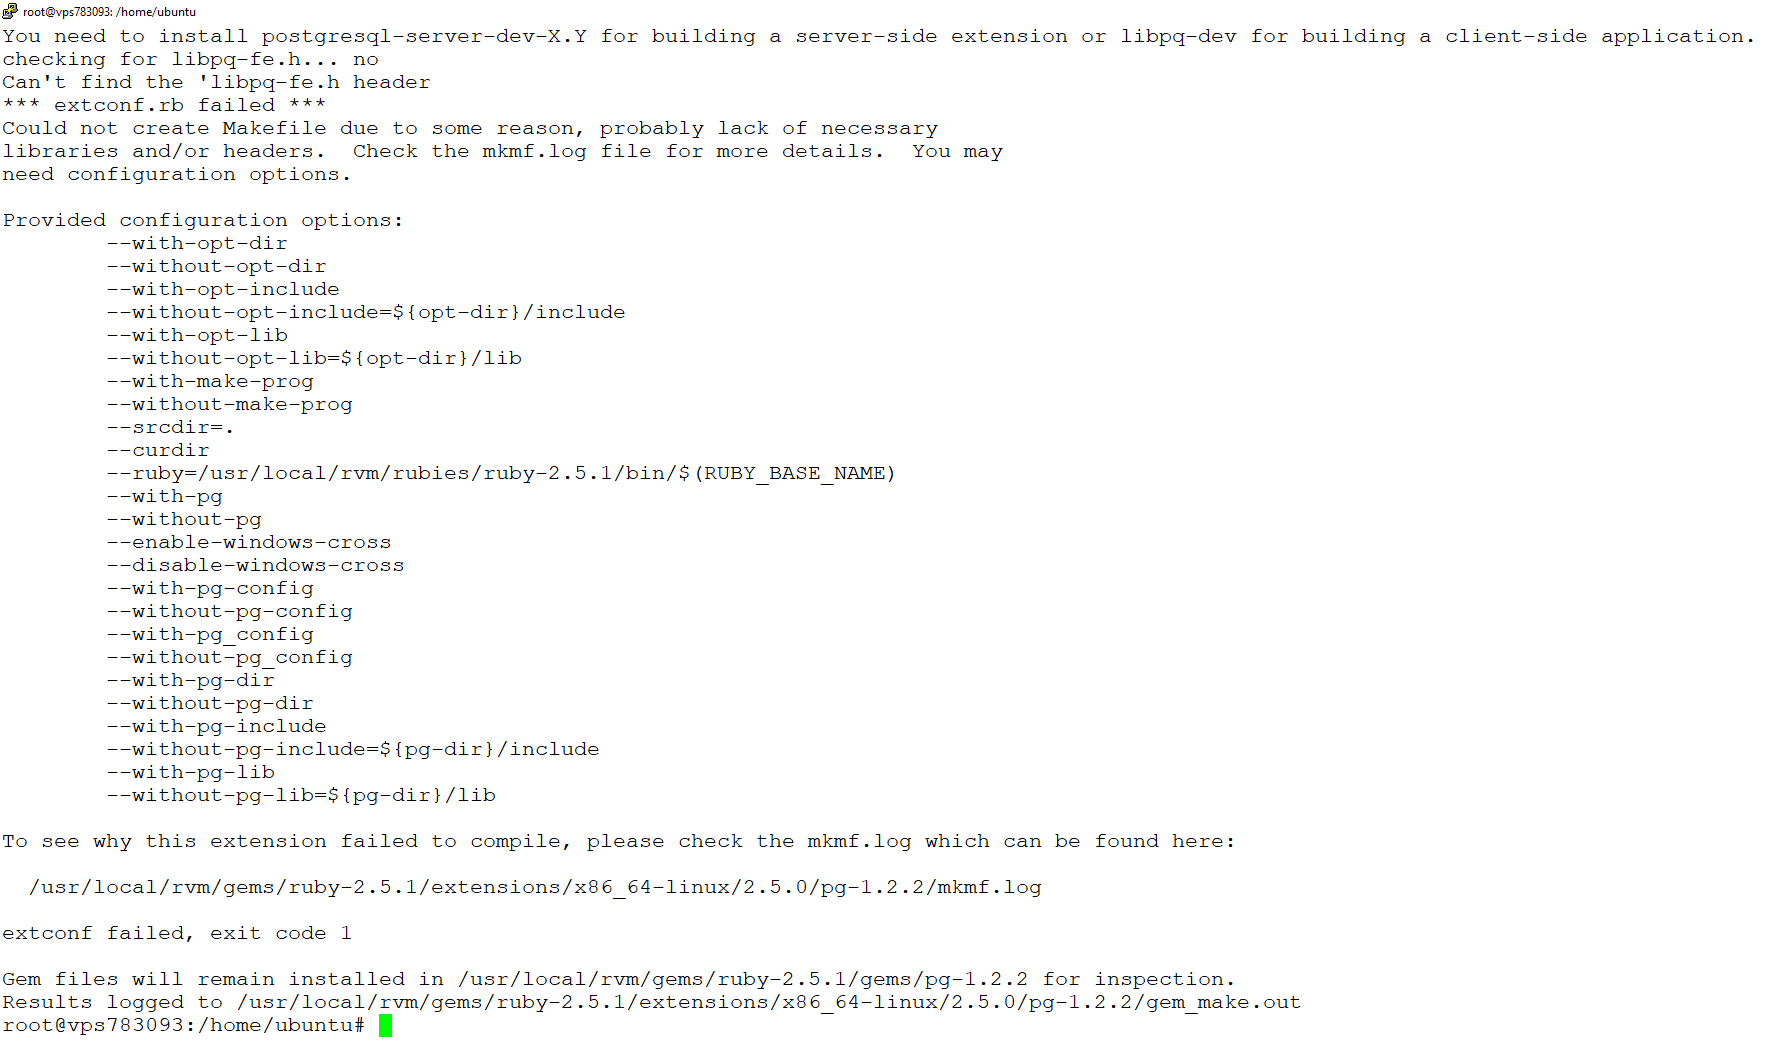 root@vps783093: /home/ubuntu
You need to install postgresql-server-dev-X.Y for building a server-side extension or libpq-dev for building a client-side application.
checking for libpq-fe.h... no
Can't find the 'libpq-fe.h header
*** extconf.rb failed ***
Could not create Makefile due to some reason, probably lack of necessary
libraries and/or headers.  Check the mkmf.log file for more details.  You may
need configuration options.

Provided configuration options:
        --with-opt-dir
        --without-opt-dir
        --with-opt-include
        --without-opt-include=${opt-dir}/include
        --with-opt-lib
        --without-opt-lib=${opt-dir}/lib
        --with-make-prog
        --without-make-prog
        --srcdir=.
        --curdir
        --ruby=/usr/local/rvm/rubies/ruby-2.5.1/bin/$(RUBY_BASE_NAME)
        --with-pg
        --without-pg
        --enable-windows-cross
        --disable-windows-cross
        --with-pg-config
        --without-pg-config
        --with-pg_config
        --without-pg_config
        --with-pg-dir
        --without-pg-dir
        --with-pg-include
        --without-pg-include=${pg-dir}/include
        --with-pg-lib
        --without-pg-lib=${pg-dir}/lib

To see why this extension failed to compile, please check the mkmf.log which can be found here:

  /usr/local/rvm/gems/ruby-2.5.1/extensions/x86_64-linux/2.5.0/pg-1.2.2/mkmf.log

extconf failed, exit code 1

Gem files will remain installed in /usr/local/rvm/gems/ruby-2.5.1/gems/pg-1.2.2 for inspection.
Results logged to /usr/local/rvm/gems/ruby-2.5.1/extensions/x86_64-linux/2.5.0/pg-1.2.2/gem_make.out
root@vps783093:/home/ubuntu#